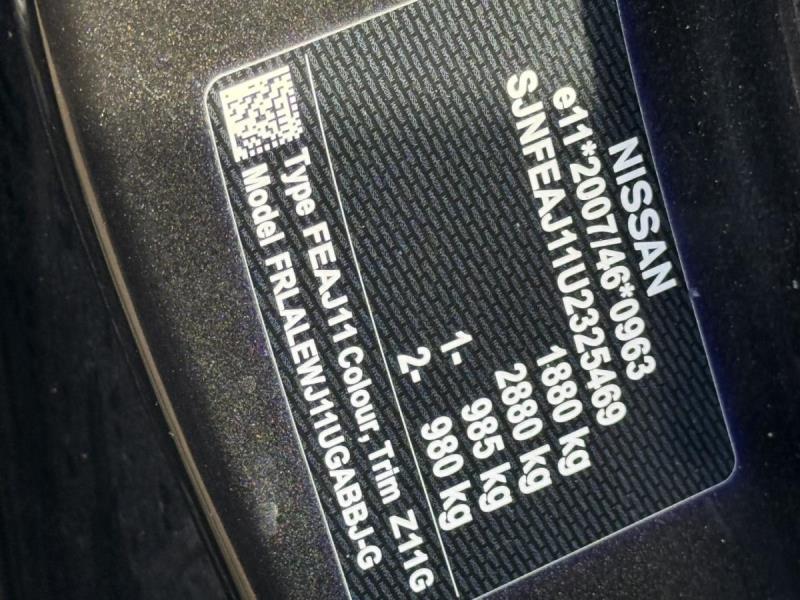 NISSAN
e11*2007/46*0963
SJNFEAJ11U2325469
1880 kg
2880 kg
1- 985 kg
2- 980 kg
Type FEAJ11 Colour, Trim Z11G
Model FRLALEWJ11UGABBJ-G